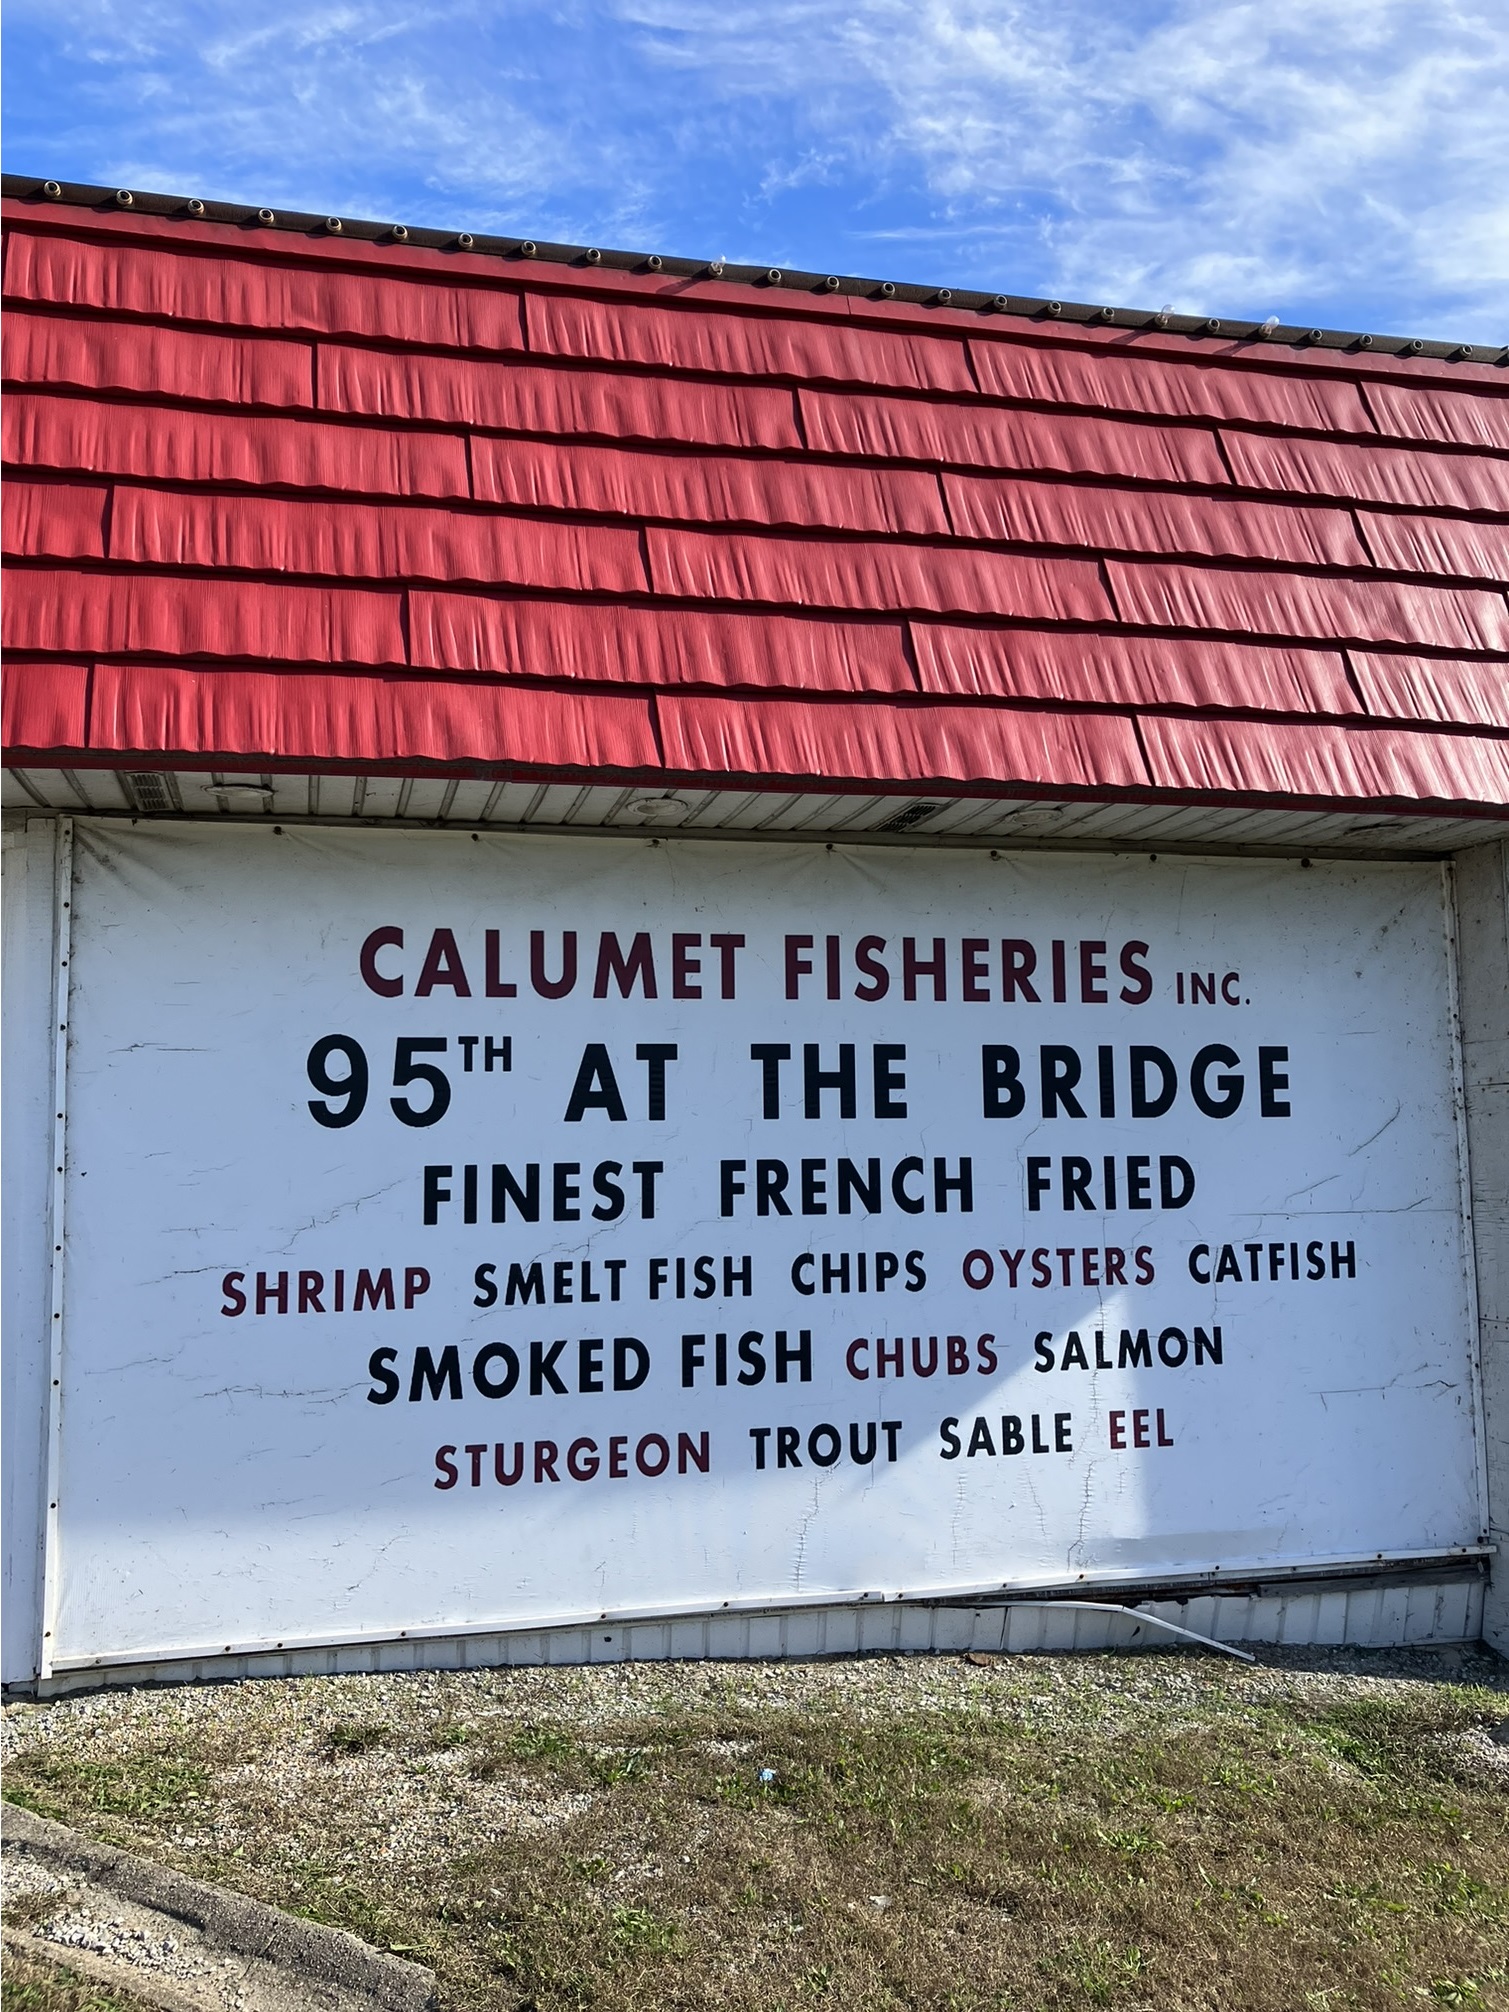 CALUMET FISHERIES INC.
95TH AT THE BRIDGE
FINEST FRENCH FRIED
SHRIMP SMELT FISH CHIPS OYSTERS CATFISH
SMOKED FISH CHUBS SALMON
STURGEON TROUT SABLE EEL